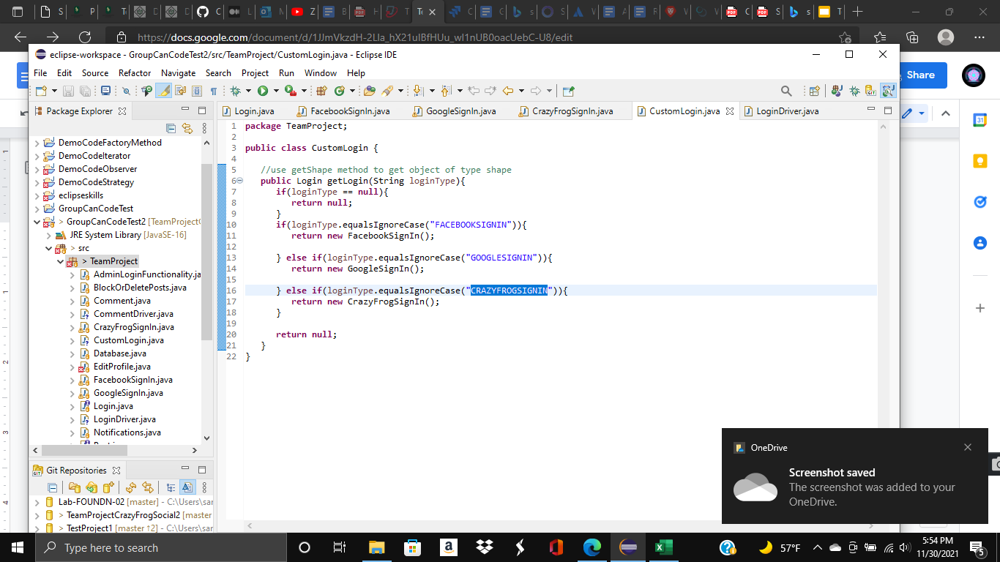 S
P
T
D
D
C
M
Z
B
H
T
T
C
C
s
S
V
A
R
V
V
C
S
s
T
https://docs.google.com/document/d/1JJmVkzdH-2Lla_hX21ulBfHUu_wl1nUB0oacUebC-U8/edit
eclipse-workspace - GroupCanCodeTest2/src/TeamProject/CustomLogin.java - Eclipse IDE
File Edit Source Refactor Navigate Search Project Run Window Help
Share
Package Explorer
Login.java FacebookSignIn.java GoogleSignIn.java CrazyFrogSignIn.java CustomLogin.java LoginDriver.java
DemoCodeFactoryMethod
DemoCodeIterator
DemoCodeObserver
DemoCodeStrategy
eclipseskills
GroupCanCodeTest
> GroupCanCodeTest2 [TeamProject
JRE System Library [JavaSE-16]
> src
> TeamProject
AdminLoginFunctionality.ja
BlockOrDeletePosts.java
Comment.java
CommentDriver.java
CrazyFrogSignIn.java
CustomLogin.java
Database.java
EditProfile.java
FacebookSignIn.java
GoogleSignIn.java
Login.java
LoginDriver.java
Notifications.java
1 package TeamProject;
2
3 public class CustomLogin {
4
5 //use getShape method to get object of type shape
6 public Login getLogin(String loginType){
7 if(loginType == null){
8 return null;
9 }
10 if(loginType.equalsIgnoreCase("FACEBOOKSIGNIN")){
11 return new FacebookSignIn();
12
13 } else if(loginType.equalsIgnoreCase("GOOGLESIGNIN")){
14 return new GoogleSignIn();
15
16 } else if(loginType.equalsIgnoreCase("CRAZYFROGSIGNIN")){
17 return new CrazyFrogSignIn();
18 }
19
20 return null;
21 }
22 }
Git Repositories
Lab-FOUNDN-02 [master] - C:\Users\sar
> TeamProjectCrazyFrogSocial2 [master
> TestProject1 [master ↑2] - C:\Users\sar
31
OneDrive
Screenshot saved
The screenshot was added to your
OneDrive.
Type here to search
57°F
5:54 PM
11/30/2021
5